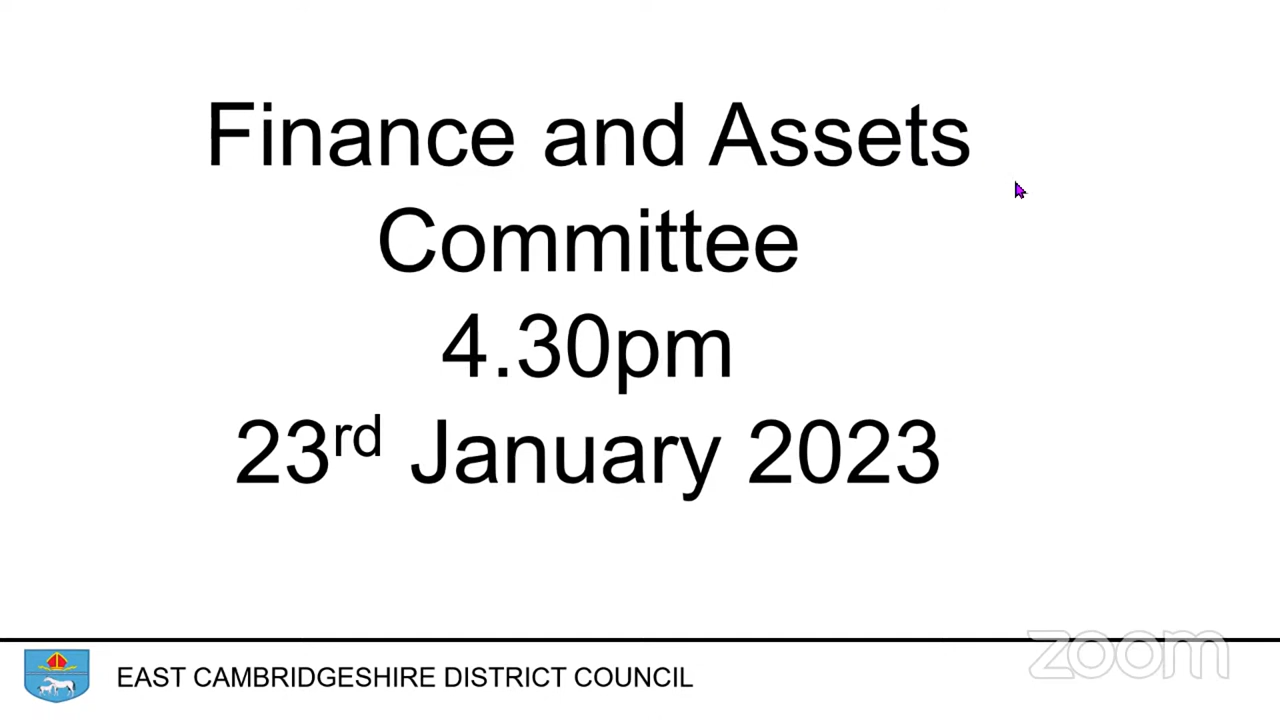 Finance and Assets
Committee
4.30pm
23rd January 2023
EAST CAMBRIDGESHIRE DISTRICT COUNCIL
zoom